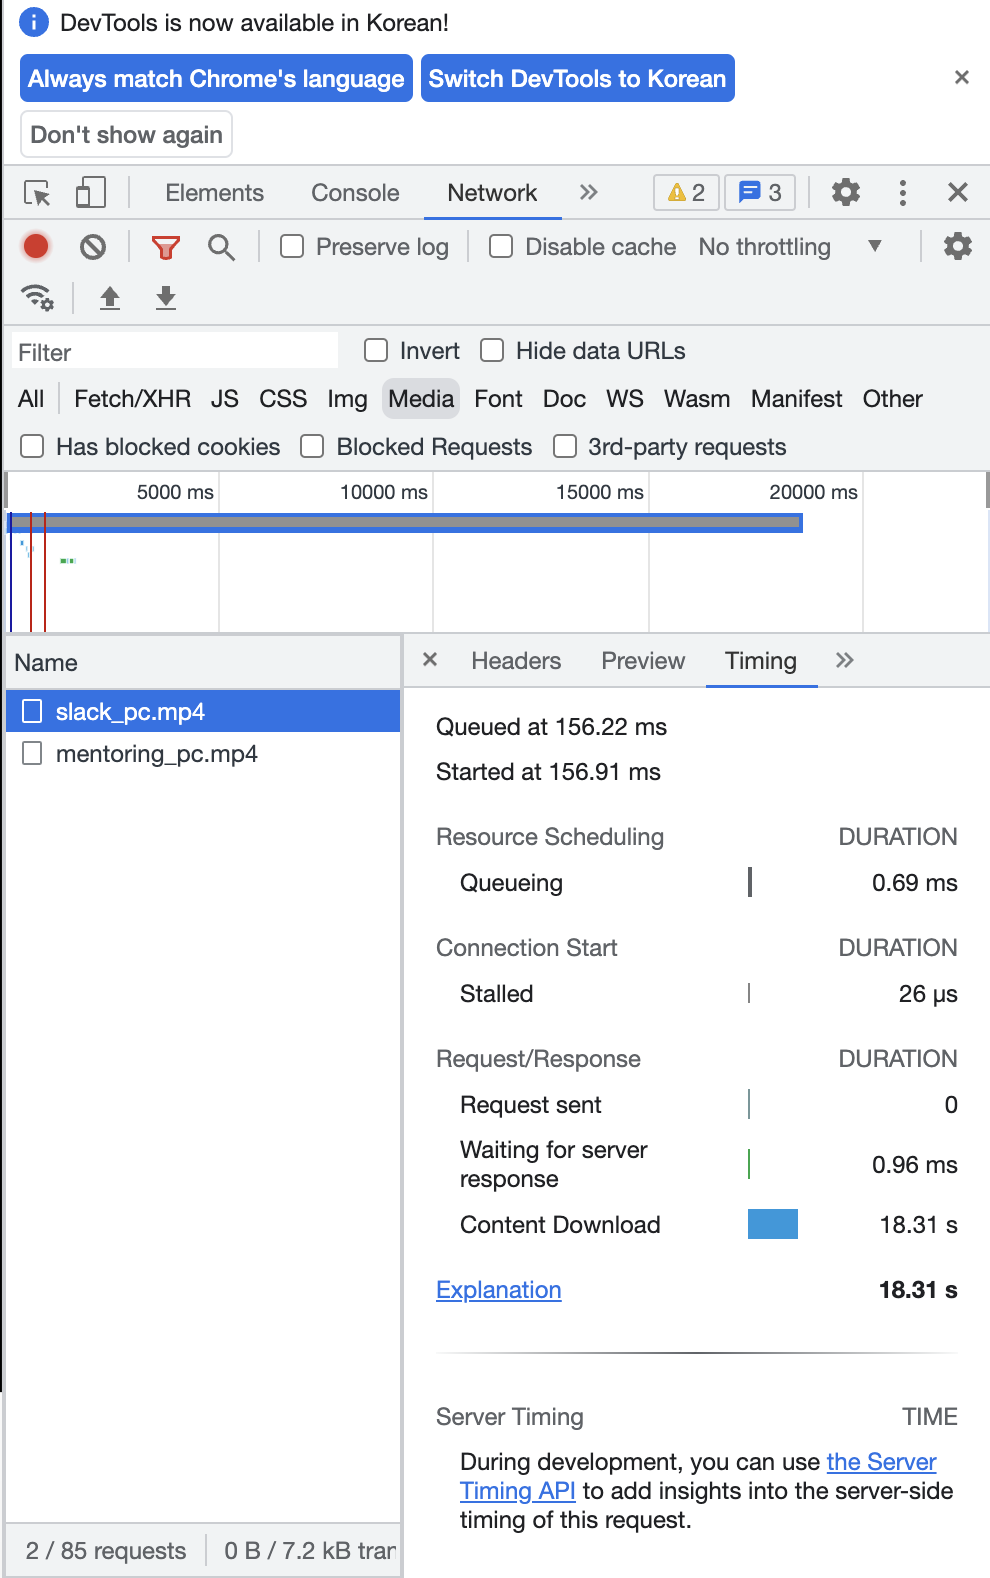 DevTools is now available in Korean!
Always match Chrome's language Switch DevTools to Korean
Don't show again
Elements Console Network 2 3
Preserve log Disable cache No throttling
Filter Invert Hide data URLs
All Fetch/XHR JS CSS Img Media Font Doc WS Wasm Manifest Other
Has blocked cookies Blocked Requests 3rd-party requests
5000 ms 10000 ms 15000 ms 20000 ms
Name
slack_pc.mp4
mentoring_pc.mp4
2 / 85 requests 0 B / 7.2 kB tran
Headers Preview Timing
Queued at 156.22 ms
Started at 156.91 ms
Resource Scheduling DURATION
Queueing 0.69 ms
Connection Start DURATION
Stalled 26 μs
Request/Response DURATION
Request sent 0
Waiting for server
response 0.96 ms
Content Download 18.31 s
Explanation 18.31 s
Server Timing TIME
During development, you can use the Server
Timing API to add insights into the server-side
timing of this request.